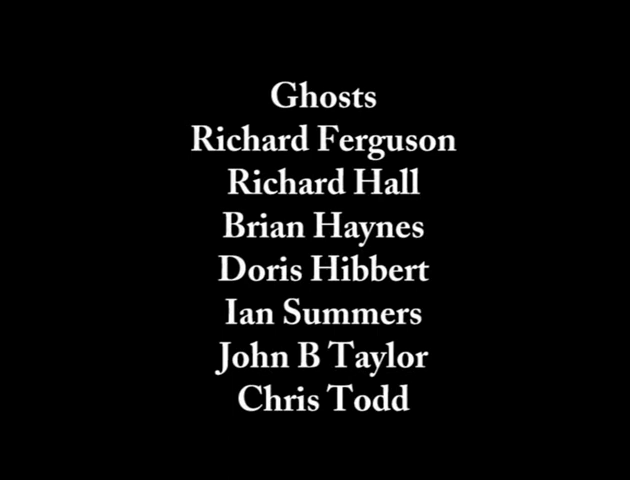 Ghosts
Richard Ferguson
Richard Hall
Brian Haynes
Doris Hibbert
Ian Summers
John B Taylor
Chris Todd